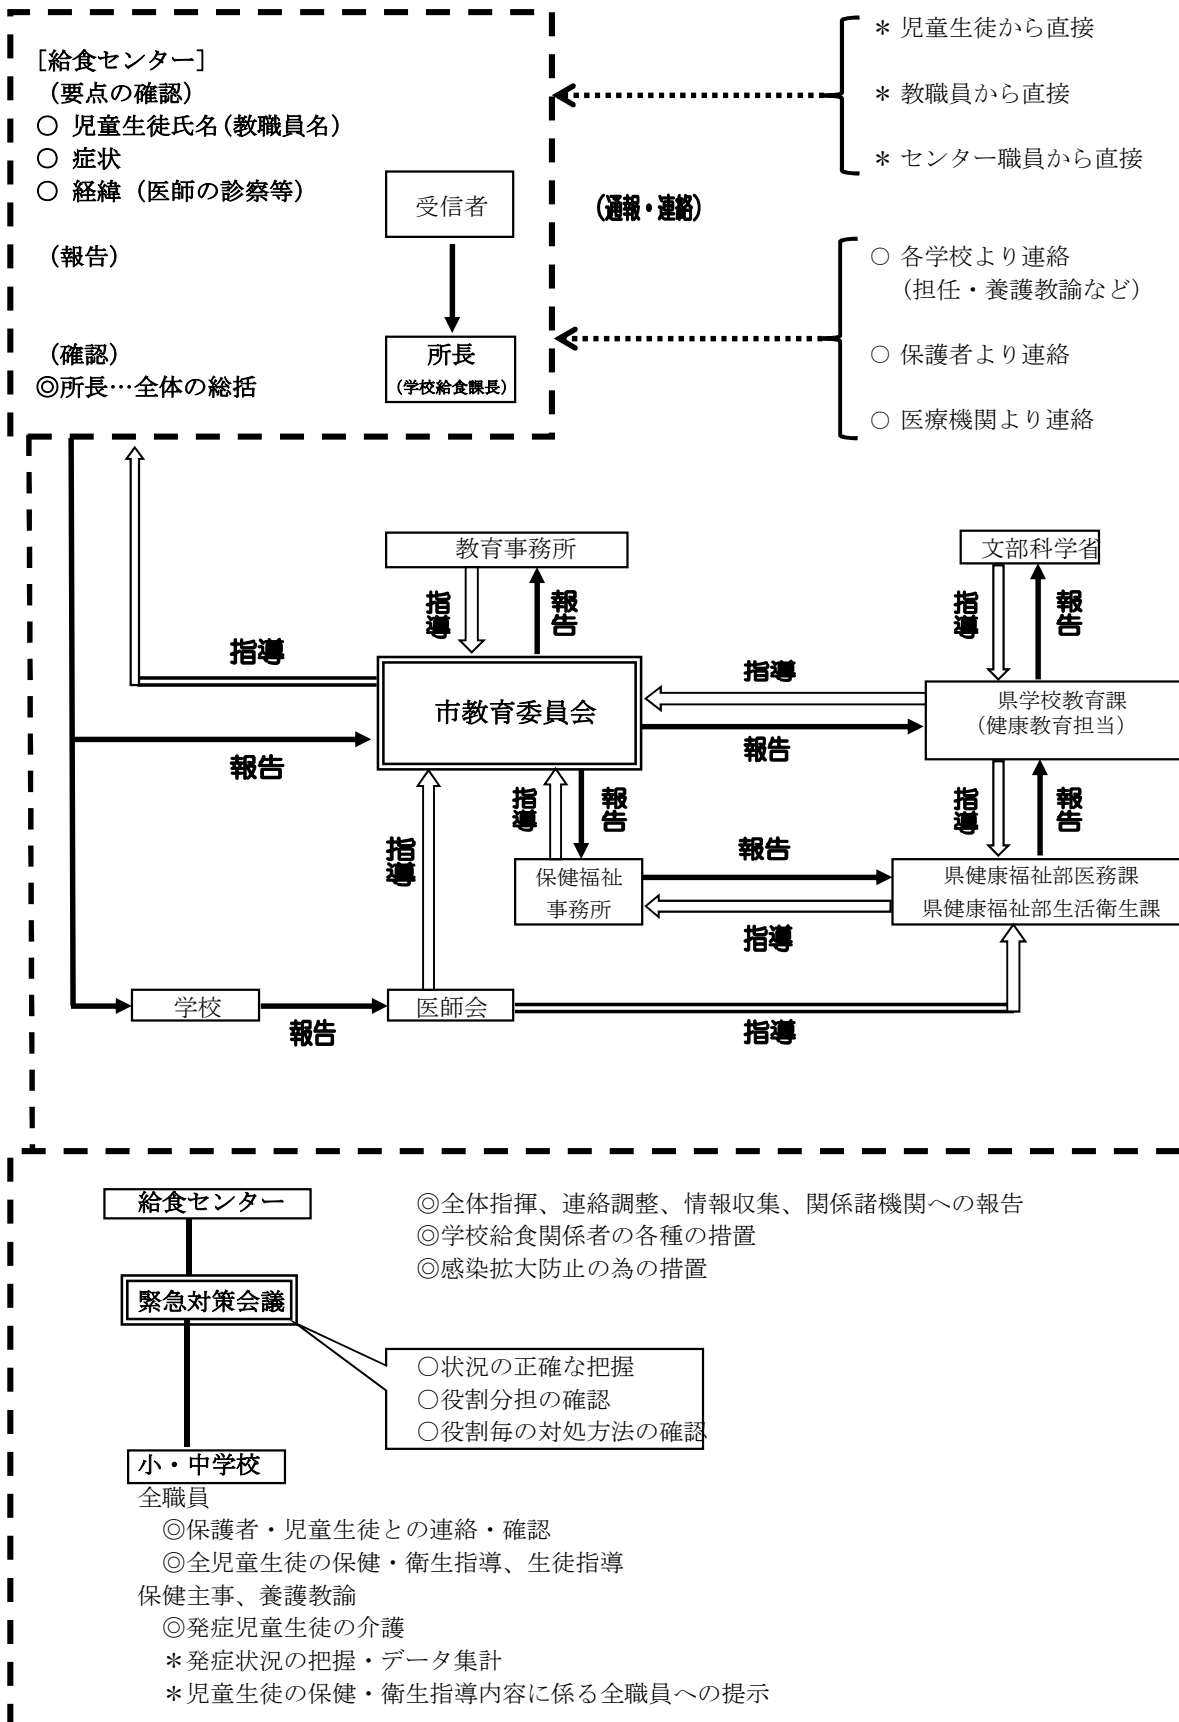 [給食センター]
（要点の確認）
○ 児童生徒氏名(教職員名)
○ 症状
○ 経緯（医師の診察等）
（報告）
（確認）
◎所長…全体の総括
受信者
所長
（学校給食課長）
＊ 児童生徒から直接
＊ 教職員から直接
＊ センター職員から直接
（通報・連絡）
○ 各学校より連絡
（担任・養護教諭など）
○ 保護者より連絡
○ 医療機関より連絡
教育事務所
文部科学省
指導
報告
指導
報告
指導
市教育委員会
指導
県学校教育課
（健康教育担当）
報告
報告
指導
報告
指導
報告
指導
報告
保健福祉
事務所
県健康福祉部医務課
県健康福祉部生活衛生課
指導
学校
報告
医師会
指導
給食センター
◎全体指揮、連絡調整、情報収集、関係諸機関への報告
◎学校給食関係者の各種の措置
◎感染拡大防止の為の措置
緊急対策会議
○状況の正確な把握
○役割分担の確認
○役割毎の対処方法の確認
小・中学校
全職員
◎保護者・児童生徒との連絡・確認
◎全児童生徒の保健・衛生指導、生徒指導
保健主事、養護教諭
◎発症児童生徒の介護
＊発症状況の把握・データ集計
＊児童生徒の保健・衛生指導内容に係る全職員への提示